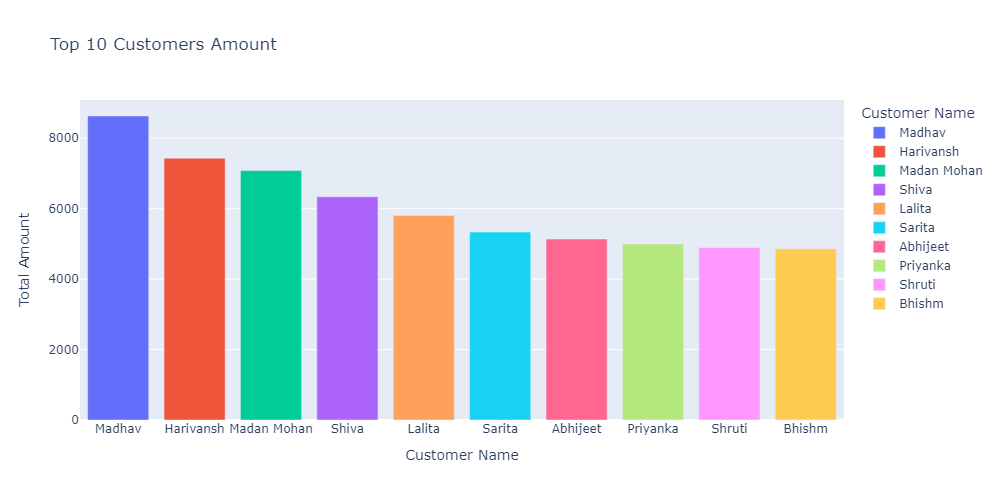 Top 10 Customers Amount
Customer Name
Madhav
Harivansh
Madan Mohan
Shiva
Lalita
Sarita
Abhijeet
Priyanka
Shruti
Bhishm
Total Amount
8000
6000
4000
2000
0
Madhav Harivansh Madan Mohan Shiva Lalita Sarita Abhijeet Priyanka Shruti Bhishm
Customer Name